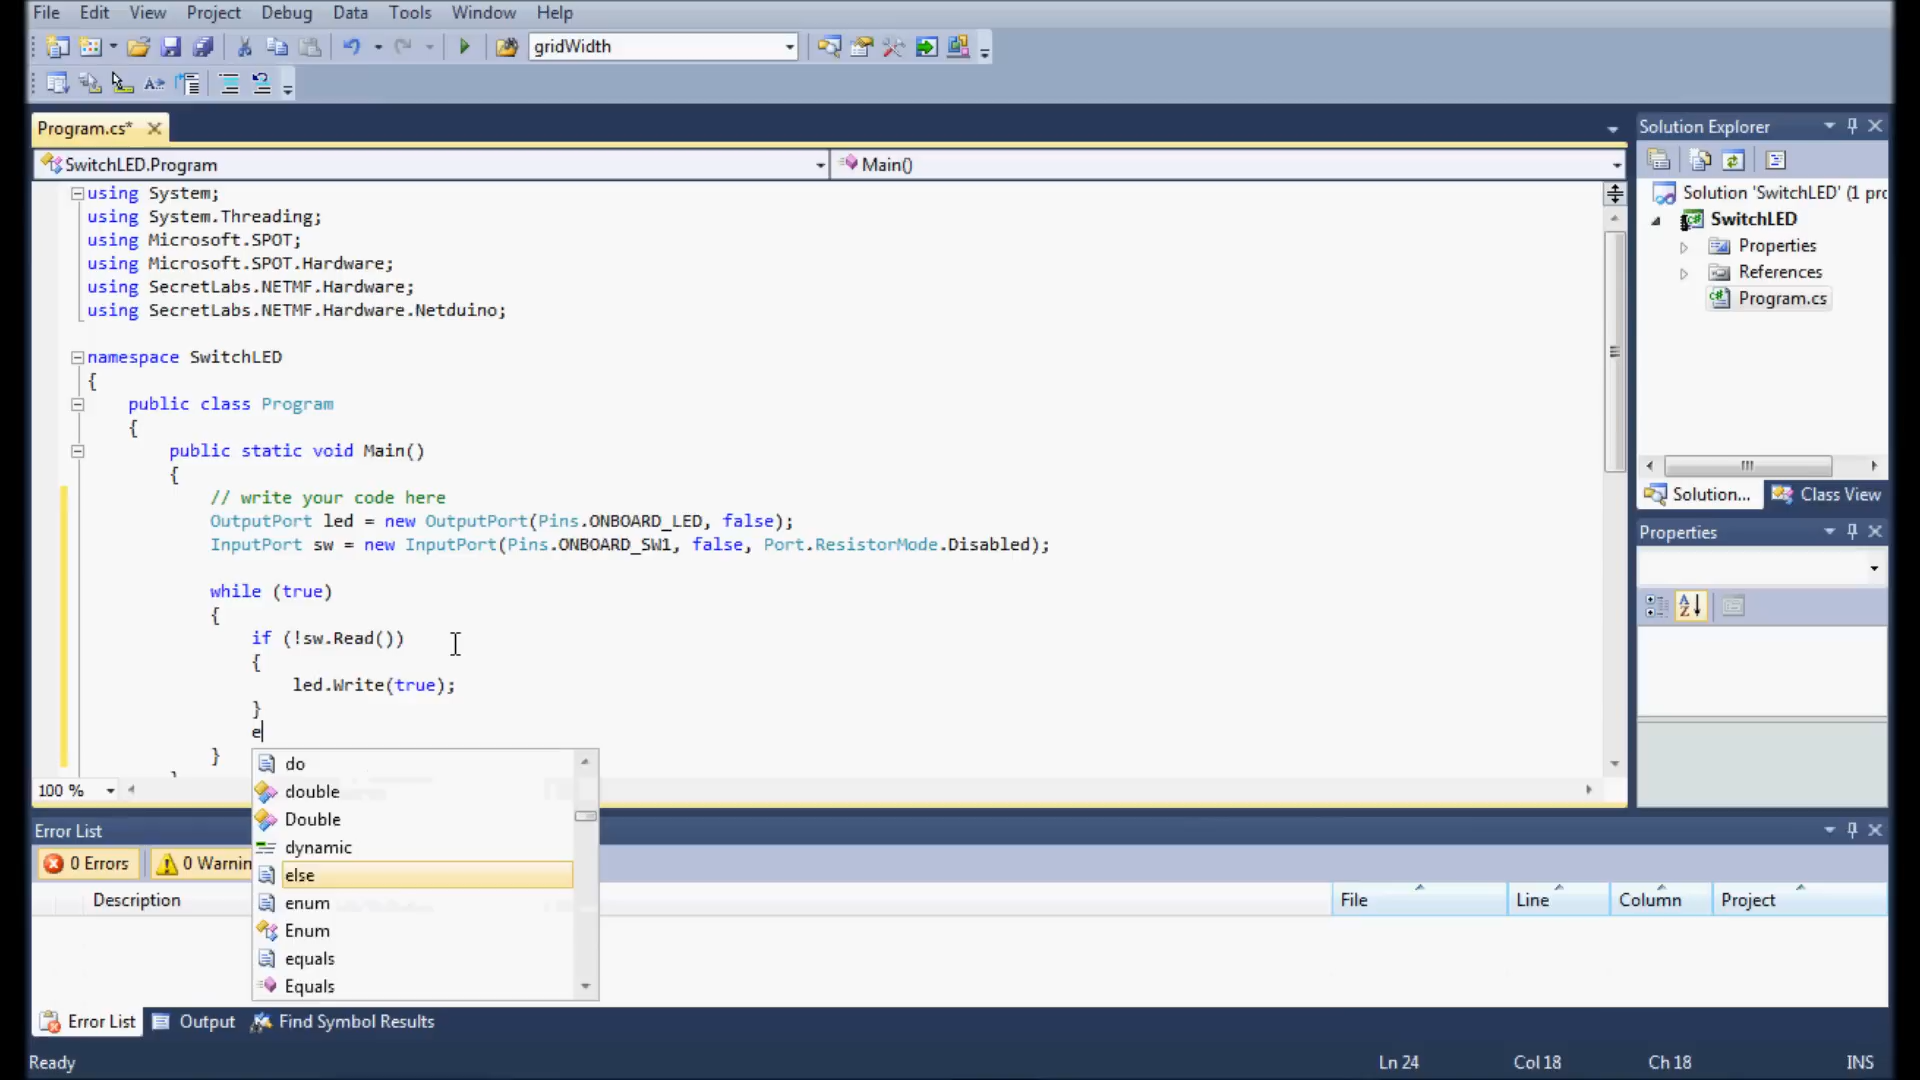 File Edit View Project Debug Data Tools Window Help
gridWidth
Program.cs*
Solution Explorer
SwitchLED.Program
Main()
using System;
using System.Threading;
using Microsoft.SPOT;
using Microsoft.SPOT.Hardware;
using SecretLabs.NETMF.Hardware;
using SecretLabs.NETMF.Hardware.Netduino;
namespace SwitchLED
{
public class Program
{
public static void Main()
{
// write your code here
OutputPort led = new OutputPort(Pins.ONBOARD_LED, false);
InputPort sw = new InputPort(Pins.ONBOARD_SW1, false, Port.ResistorMode.Disabled);
while (true)
{
if (!sw.Read())
{
led.Write(true);
}
e
}
do
double
Double
dynamic
else
enum
Enum
equals
Equals
100 %
Solution 'SwitchLED' (1 pro
SwitchLED
Properties
References
Program.cs
Solution... Class View
Properties
Error List
0 Errors 0 Warnin
Description File Line Column Project
Error List Output Find Symbol Results
Ready Ln 24 Col 18 Ch 18 INS